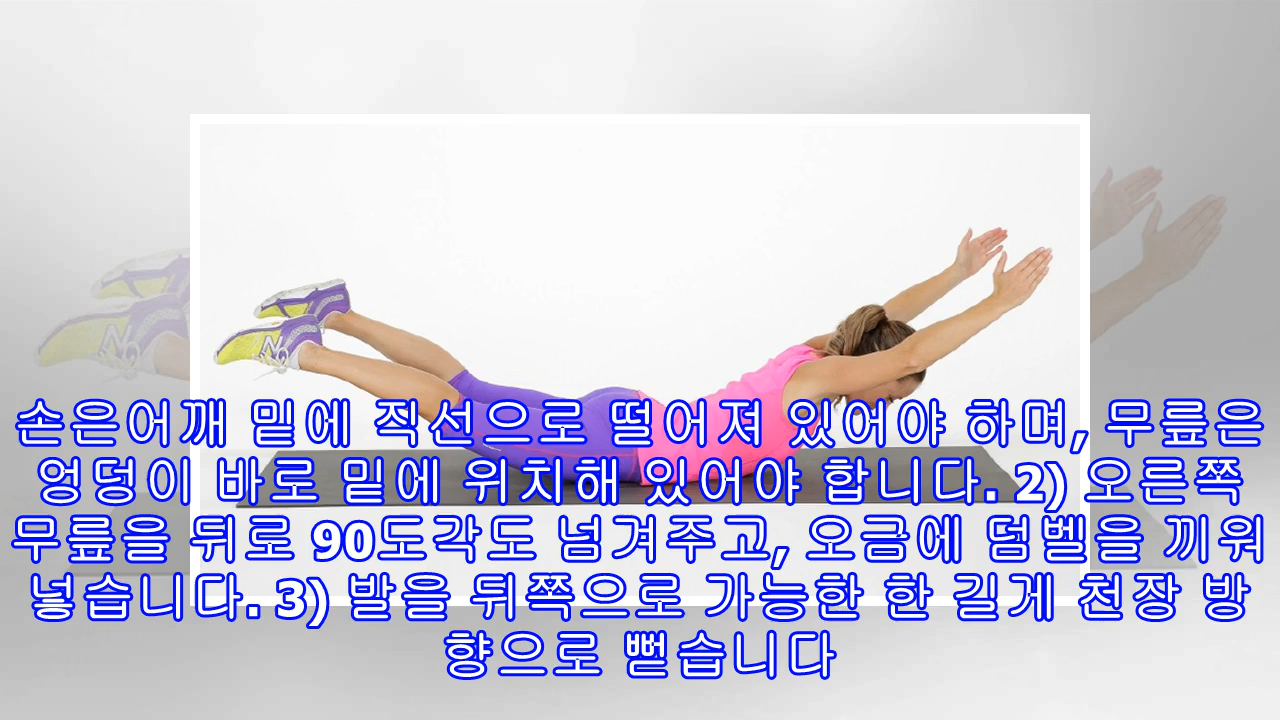 손은어깨 밑에 직선으로 떨어져 있어야 하며, 무릎은
엉덩이 바로 밑에 위치해 있어야 합니다. 2) 오른쪽
무릎을 뒤로 90도각도 넘겨주고, 오금에 덤벨을 끼워
넣습니다. 3) 발을 뒤쪽으로 가능한 한 길게 천장 방
향으로 뻗습니다